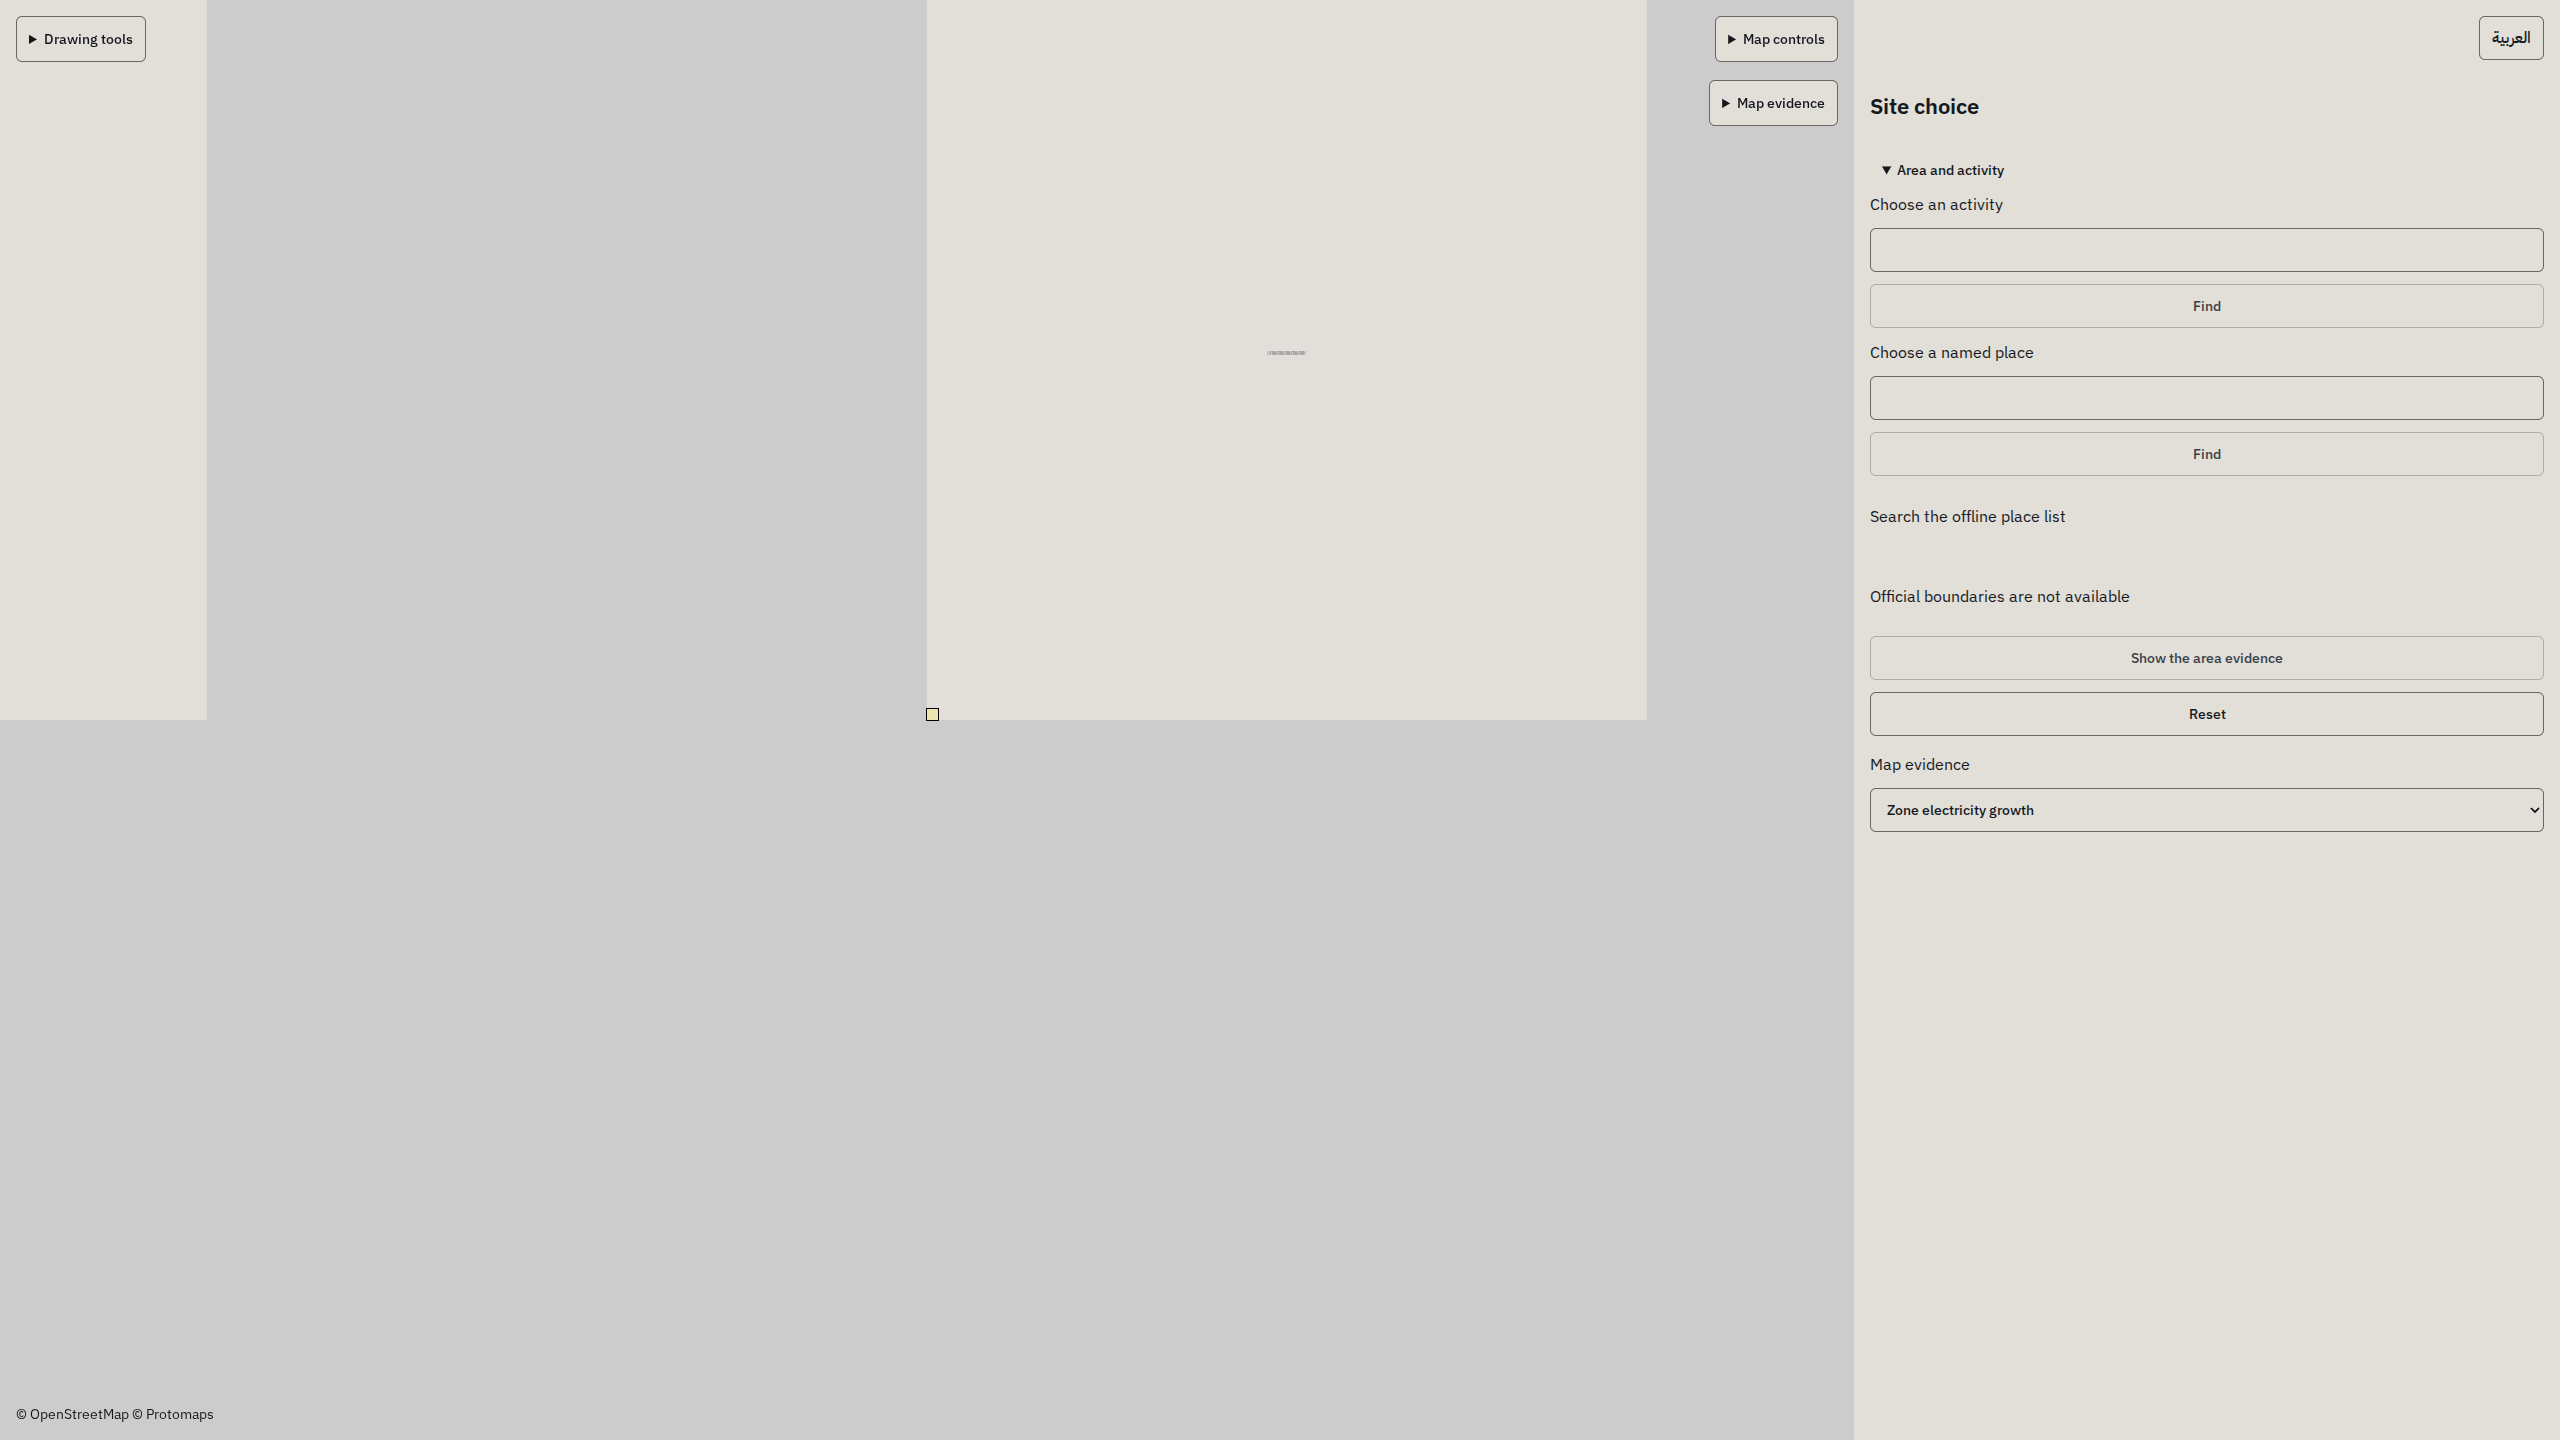 Drawing tools
Map controls
Map evidence
العربية
Site choice
Area and activity
Choose an activity
Find
Choose a named place
Find
Search the offline place list
Official boundaries are not available
Show the area evidence
Reset
Map evidence
Zone electricity growth
© OpenStreetMap © Protomaps